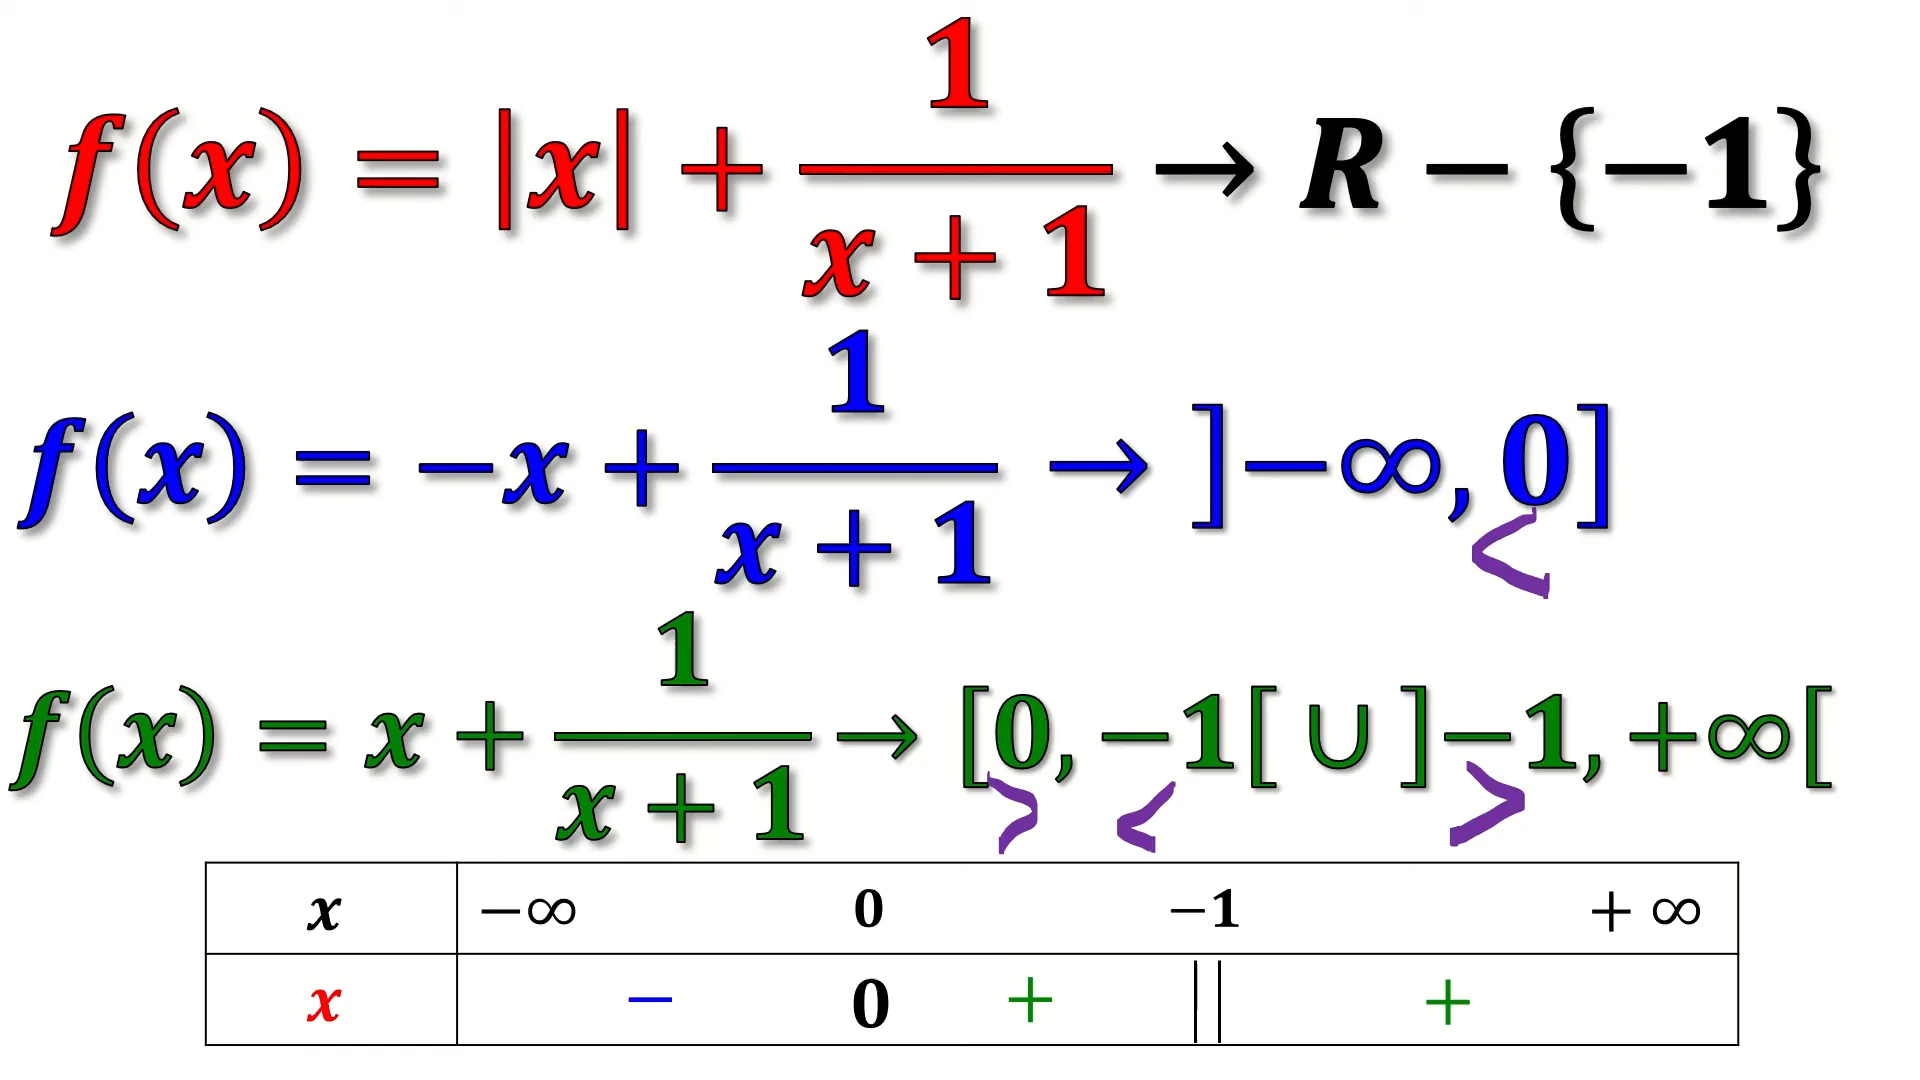 f(x) = |x| + 1/(x + 1) → R − {−1}
f(x) = −x + 1/(x + 1) → ]−∞, 0]
<
f(x) = x + 1/(x + 1) → [0, −1[ ∪ ]−1, +∞[
> < >
x −∞ 0 −1 + ∞
x − 0 + || +